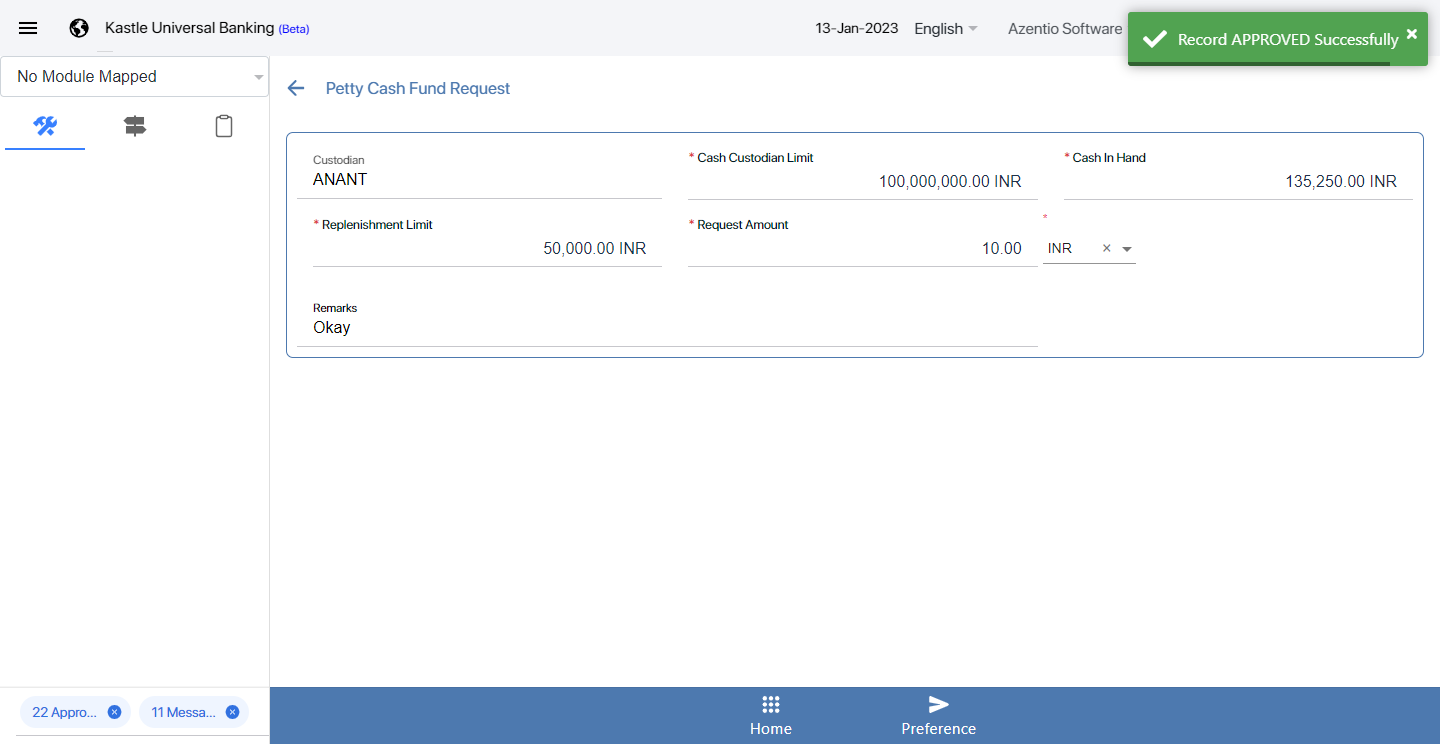 Kastle Universal Banking (Beta)
13-Jan-2023
English
Azentio Software
Record APPROVED Successfully
No Module Mapped
Petty Cash Fund Request
Custodian
ANANT
* Cash Custodian Limit
100,000,000.00 INR
* Cash In Hand
135,250.00 INR
* Replenishment Limit
50,000.00 INR
* Request Amount
10.00
*
INR
Remarks
Okay
22 Appro...
11 Messa...
Home
Preference